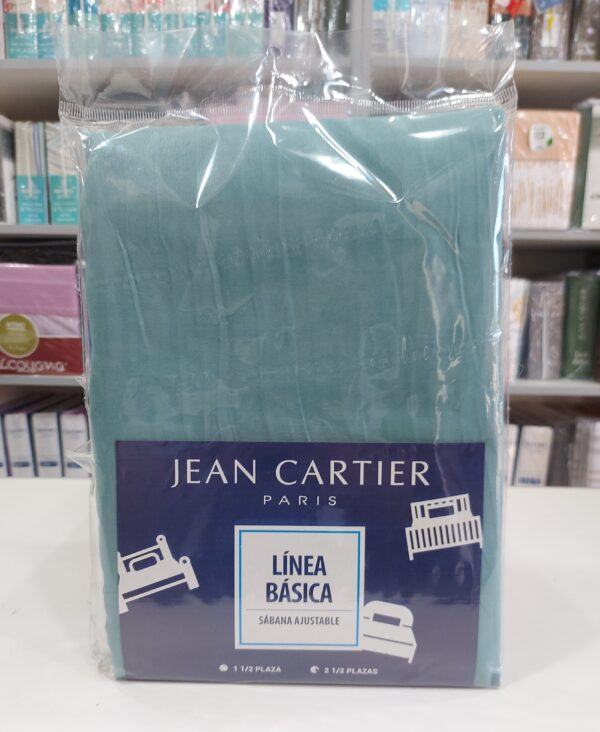 JEAN CARTIER
PARIS
LÍNEA
BÁSICA
SÁBANA AJUSTABLE
1 1/2 PLAZA
2 1/2 PLAZAS